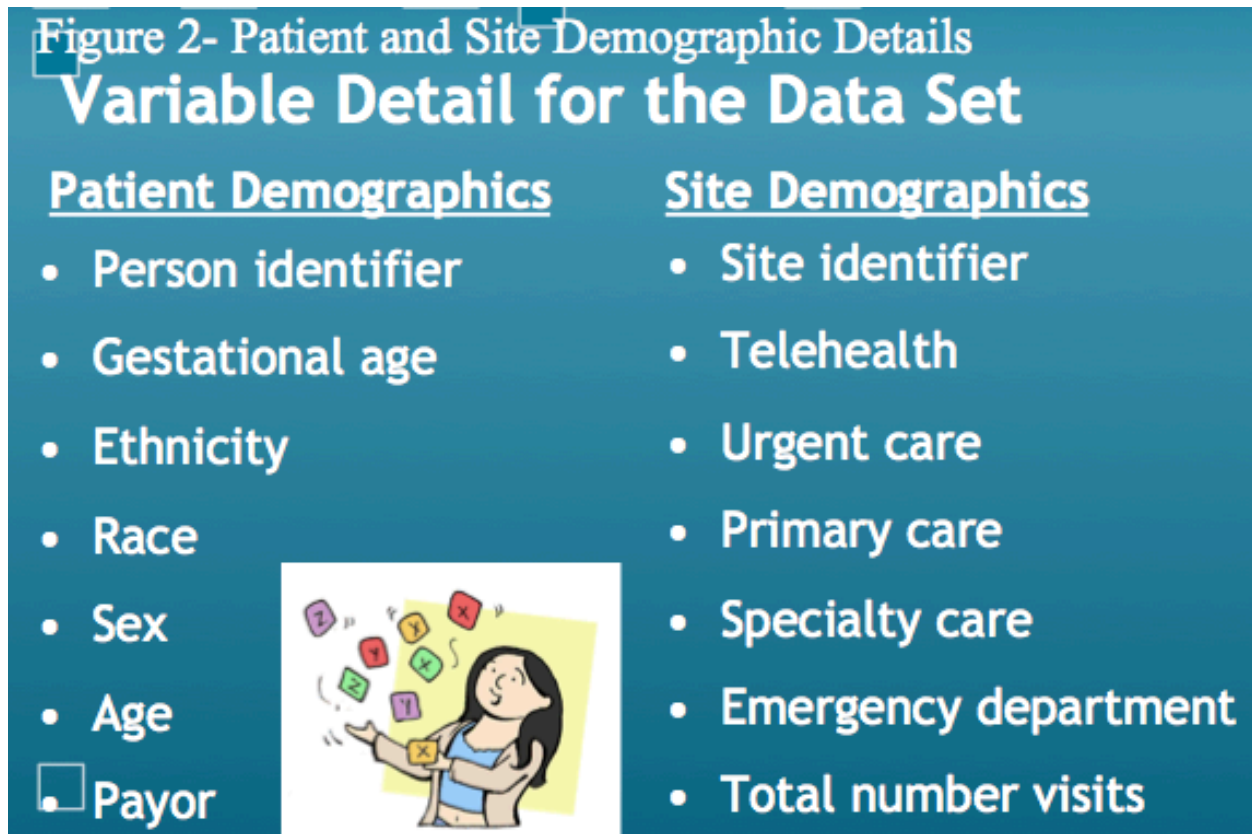 Figure 2- Patient and Site Demographic Details
Variable Detail for the Data Set
Patient Demographics
• Person identifier
• Gestational age
• Ethnicity
• Race
• Sex
• Age
• Payor
Z
Y
X
Y
X
Z
Y
X
Site Demographics
• Site identifier
• Telehealth
• Urgent care
• Primary care
• Specialty care
• Emergency department
• Total number visits